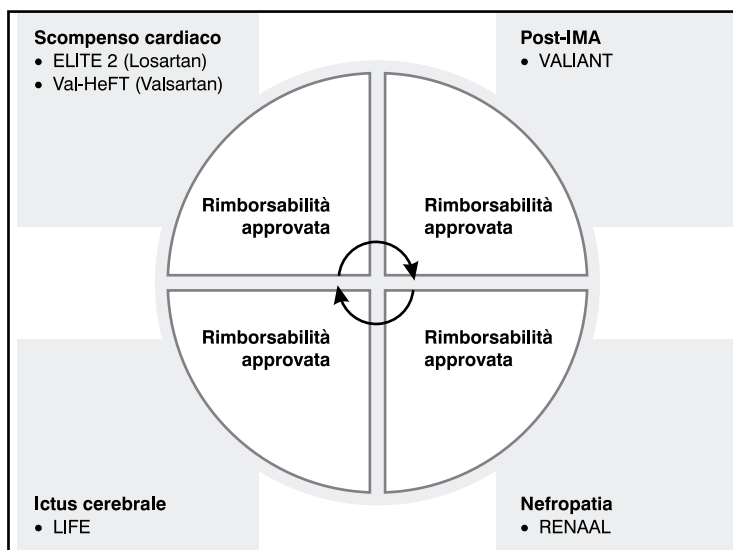 Scompenso cardiaco
• ELITE 2 (Losartan)
• Val-HeFT (Valsartan)
Post-IMA
• VALIANT
Rimborsabilità
approvata
Rimborsabilità
approvata
Rimborsabilità
approvata
Rimborsabilità
approvata
Ictus cerebrale
• LIFE
Nefropatia
• RENAAL